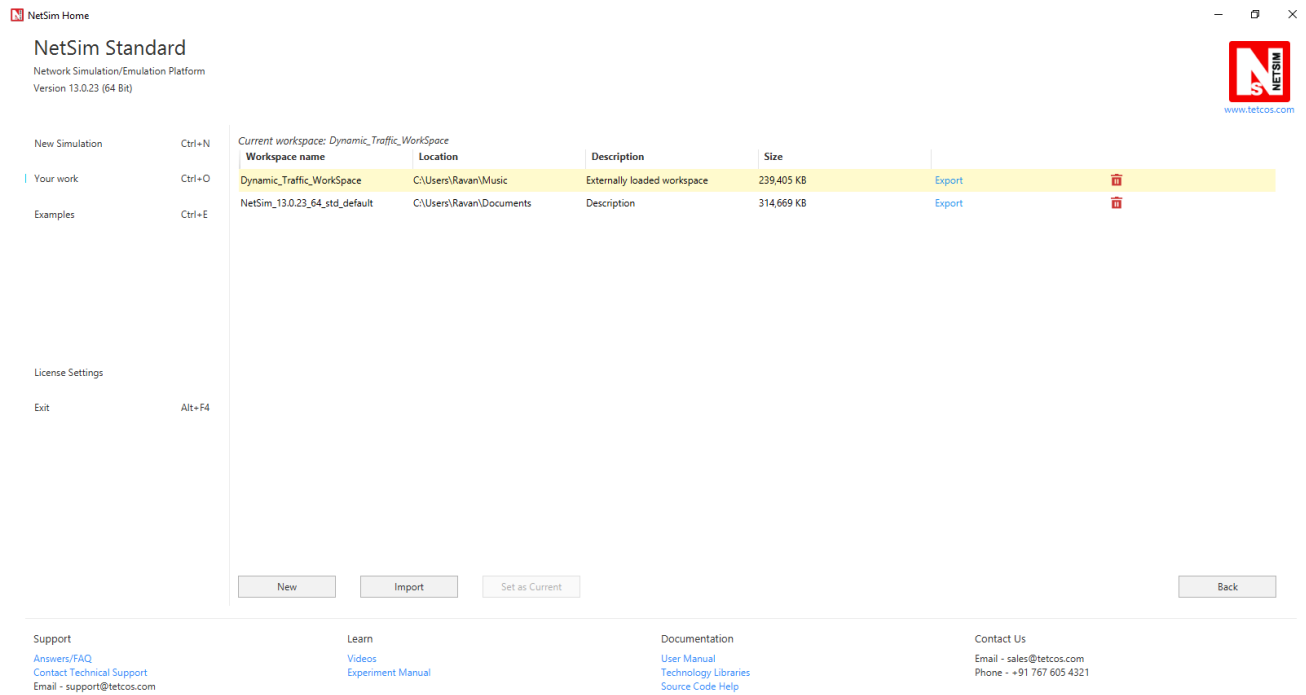 NetSim Home
NetSim Standard
Network Simulation/Emulation Platform
Version 13.0.23 (64 Bit)
NETSIM
www.tetcos.com
New Simulation Ctrl+N
Your work Ctrl+O
Examples Ctrl+E
License Settings
Exit Alt+F4
Current workspace: Dynamic_Traffic_WorkSpace
Workspace name Location Description Size
Dynamic_Traffic_WorkSpace C:\Users\Ravan\Music Externally loaded workspace 239,405 KB Export
NetSim_13.0.23_64_std_default C:\Users\Ravan\Documents Description 314,669 KB Export
New Import Set as Current Back
Support Learn Documentation Contact Us
Answers/FAQ Videos User Manual Email - sales@tetcos.com
Contact Technical Support Experiment Manual Technology Libraries Phone - +91 767 605 4321
Email - support@tetcos.com Source Code Help